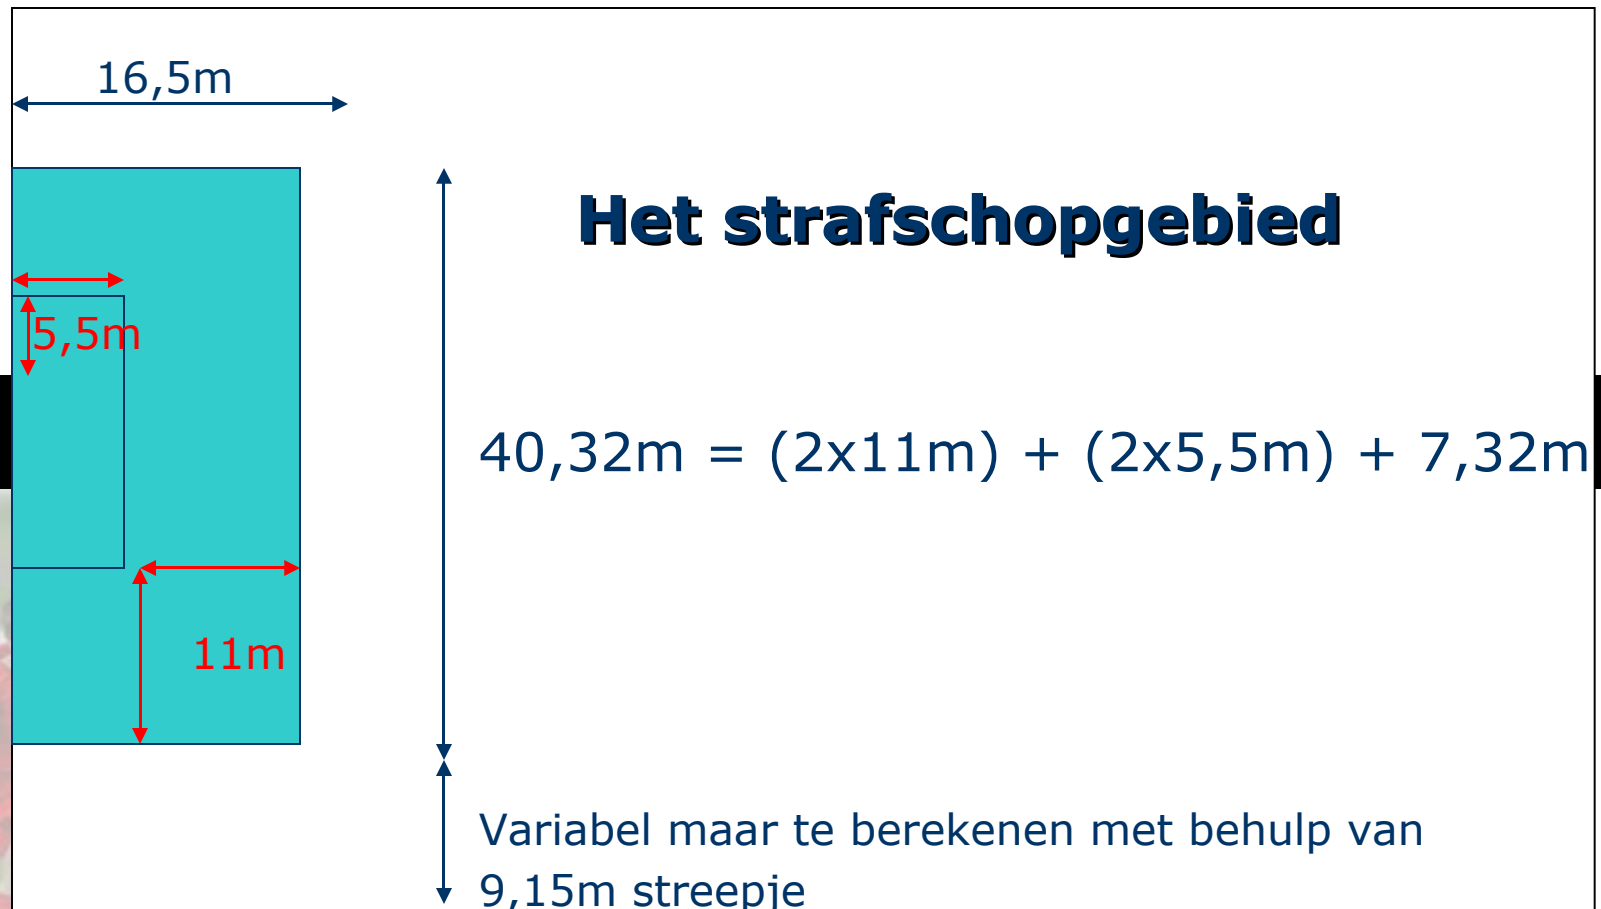 16,5m
Het strafschopgebied
5,5m
40,32m = (2x11m) + (2x5,5m) + 7,32m
11m
Variabel maar te berekenen met behulp van
9,15m streepje